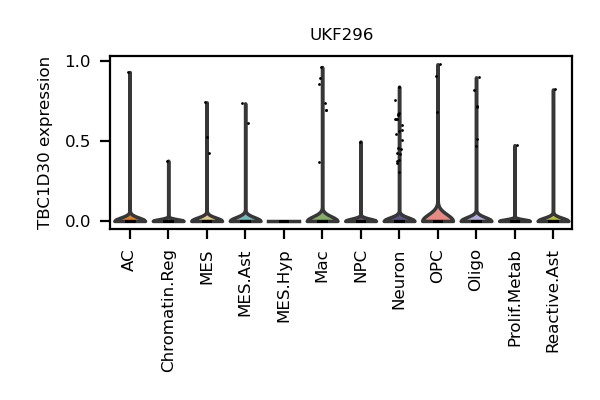 UKF296
TBC1D30 expression
1.0
0.5
0.0
AC
Chromatin.Reg
MES
MES.Ast
MES.Hyp
Mac
NPC
Neuron
OPC
Oligo
Prolif.Metab
Reactive.Ast